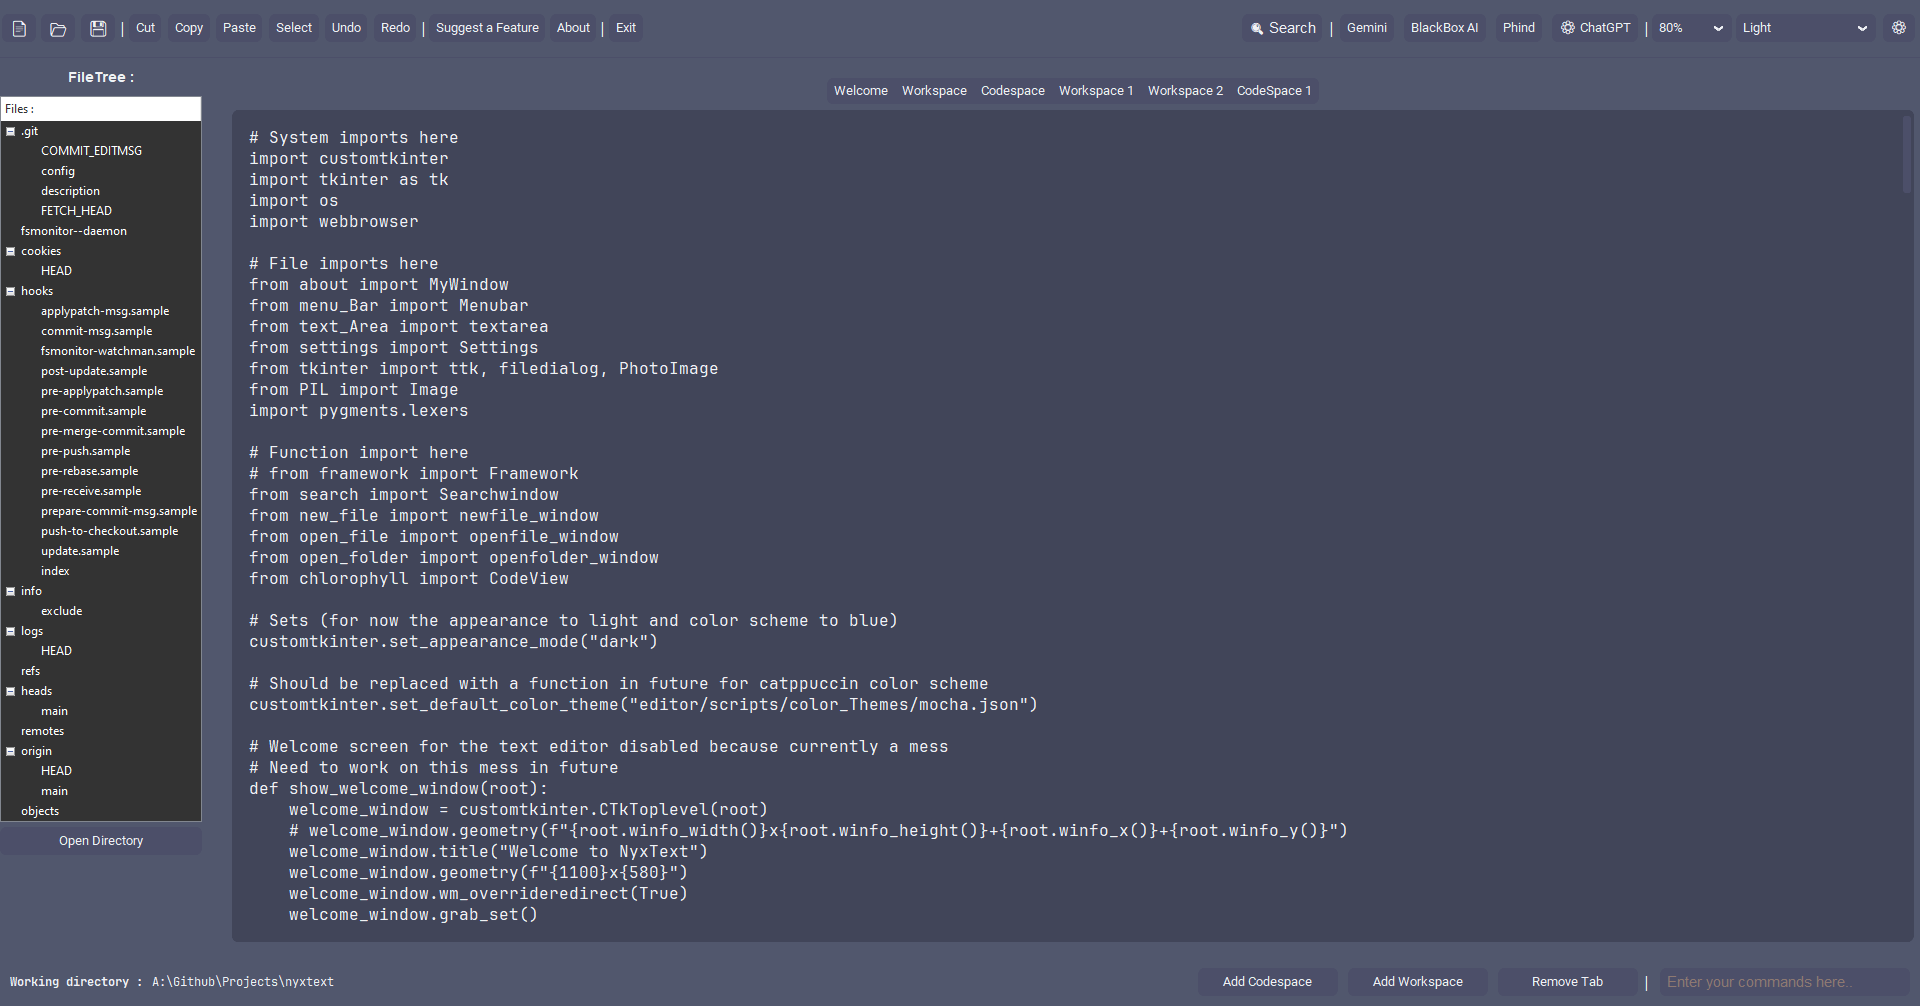 | Cut Copy Paste Select Undo Redo | Suggest a Feature About | Exit Search | Gemini BlackBox AI Phind ChatGPT | 80% Light
FileTree :
Files :
.git
COMMIT_EDITMSG
config
description
FETCH_HEAD
fsmonitor--daemon
cookies
HEAD
hooks
applypatch-msg.sample
commit-msg.sample
fsmonitor-watchman.sample
post-update.sample
pre-applypatch.sample
pre-commit.sample
pre-merge-commit.sample
pre-push.sample
pre-rebase.sample
pre-receive.sample
prepare-commit-msg.sample
push-to-checkout.sample
update.sample
index
info
exclude
logs
HEAD
refs
heads
main
remotes
origin
HEAD
main
objects
Open Directory
Welcome Workspace Codespace Workspace 1 Workspace 2 CodeSpace 1
# System imports here
import customtkinter
import tkinter as tk
import os
import webbrowser
# File imports here
from about import MyWindow
from menu_Bar import Menubar
from text_Area import textarea
from settings import Settings
from tkinter import ttk, filedialog, PhotoImage
from PIL import Image
import pygments.lexers
# Function import here
# from framework import Framework
from search import Searchwindow
from new_file import newfile_window
from open_file import openfile_window
from open_folder import openfolder_window
from chlorophyll import CodeView
# Sets (for now the appearance to light and color scheme to blue)
customtkinter.set_appearance_mode("dark")
# Should be replaced with a function in future for catppuccin color scheme
customtkinter.set_default_color_theme("editor/scripts/color_Themes/mocha.json")
# Welcome screen for the text editor disabled because currently a mess
# Need to work on this mess in future
def show_welcome_window(root):
    welcome_window = customtkinter.CTkToplevel(root)
    # welcome_window.geometry(f"{root.winfo_width()}x{root.winfo_height()}+{root.winfo_x()}+{root.winfo_y()}")
    welcome_window.title("Welcome to NyxText")
    welcome_window.geometry(f"{1100}x{580}")
    welcome_window.wm_overrideredirect(True)
    welcome_window.grab_set()
Working directory : A:\Github\Projects\nyxtext
Add Codespace Add Workspace Remove Tab | Enter your commands here..